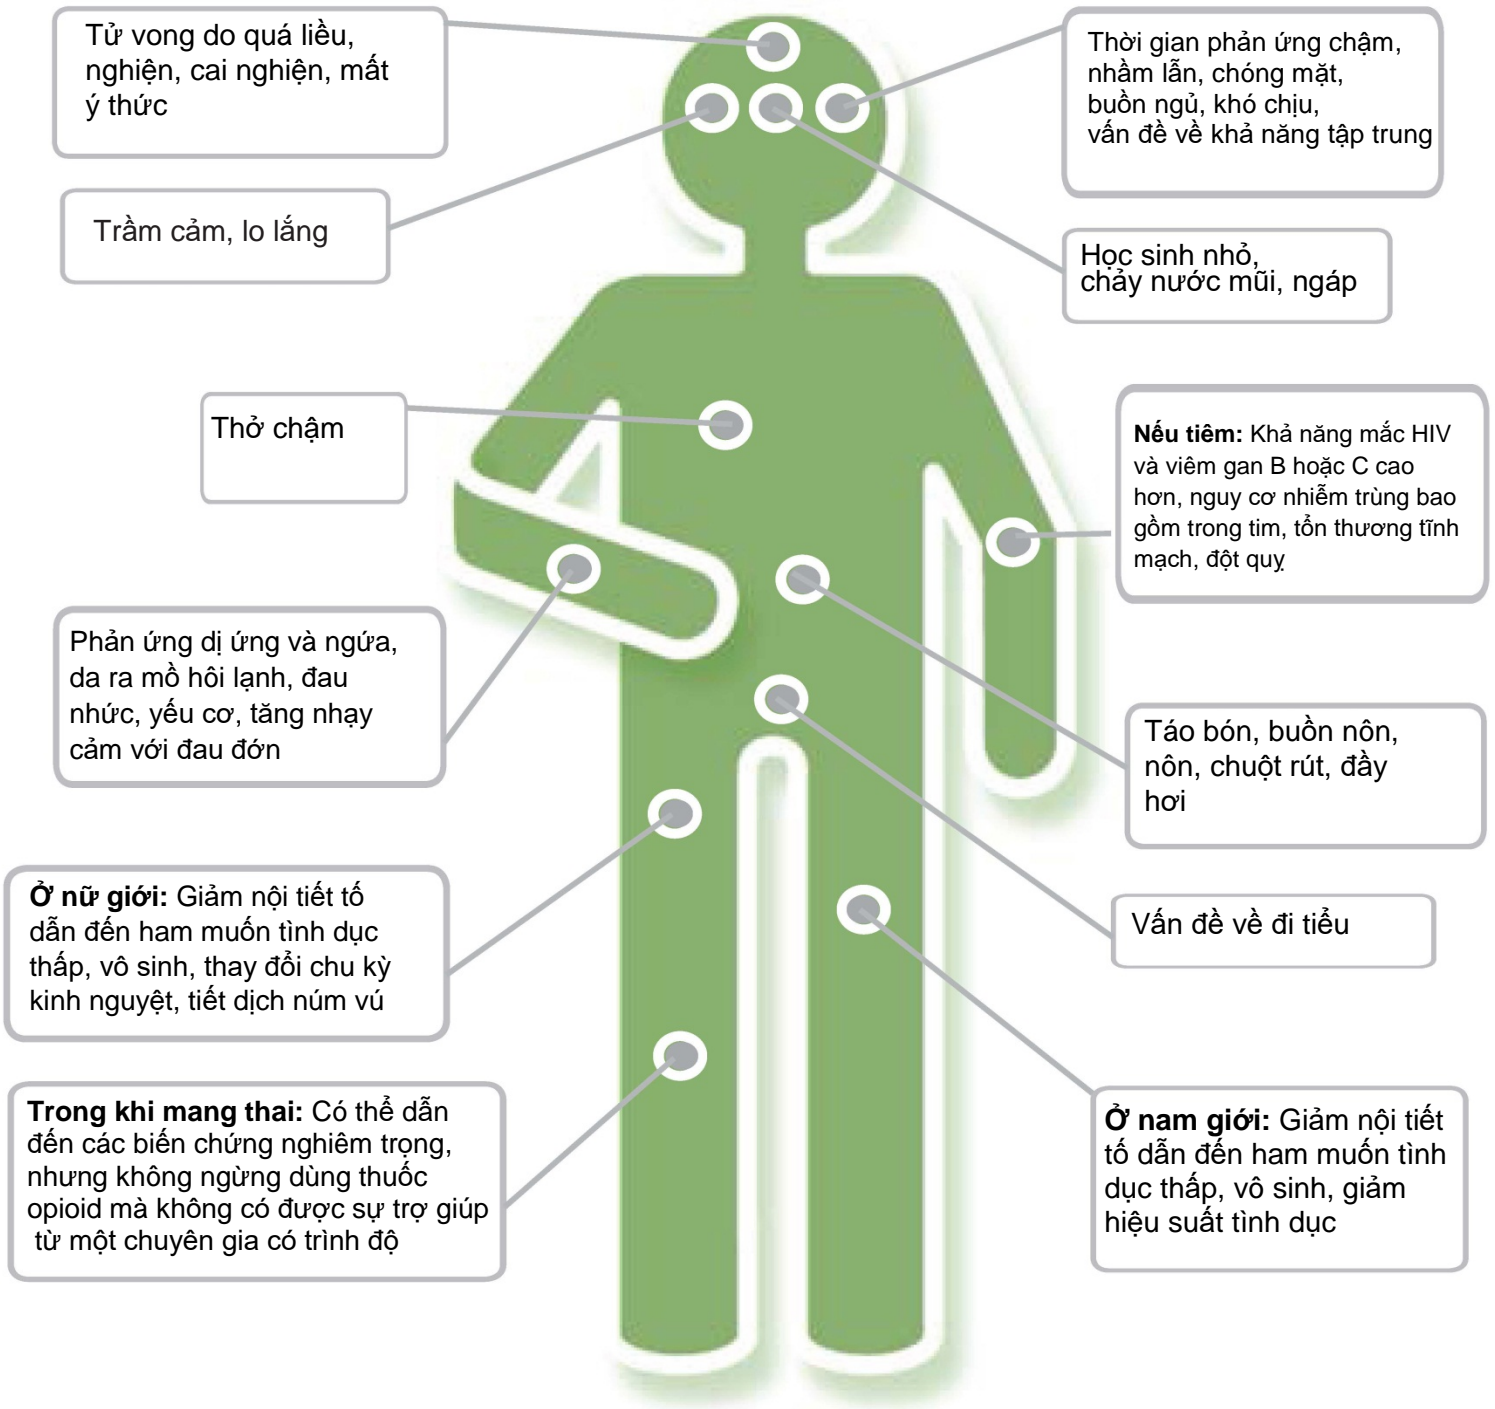 Tử vong do quá liều,
nghiện, cai nghiện, mất
ý thức
Thời gian phản ứng chậm,
nhầm lẫn, chóng mặt,
buồn ngủ, khó chịu,
vấn đề về khả năng tập trung
Trầm cảm, lo lắng
Học sinh nhỏ,
chảy nước mũi, ngáp
Thở chậm
Nếu tiêm: Khả năng mắc HIV
và viêm gan B hoặc C cao
hơn, nguy cơ nhiễm trùng bao
gồm trong tim, tổn thương tĩnh
mạch, đột quỵ
Phản ứng dị ứng và ngứa,
da ra mồ hôi lạnh, đau
nhức, yếu cơ, tăng nhạy
cảm với đau đớn
Táo bón, buồn nôn,
nôn, chuột rút, đầy
hơi
Ở nữ giới: Giảm nội tiết tố
dẫn đến ham muốn tình dục
thấp, vô sinh, thay đổi chu kỳ
kinh nguyệt, tiết dịch núm vú
Vấn đề về đi tiểu
Trong khi mang thai: Có thể dẫn
đến các biến chứng nghiêm trọng,
nhưng không ngừng dùng thuốc
opioid mà không có được sự trợ giúp
từ một chuyên gia có trình độ
Ở nam giới: Giảm nội tiết
tố dẫn đến ham muốn tình
dục thấp, vô sinh, giảm
hiệu suất tình dục